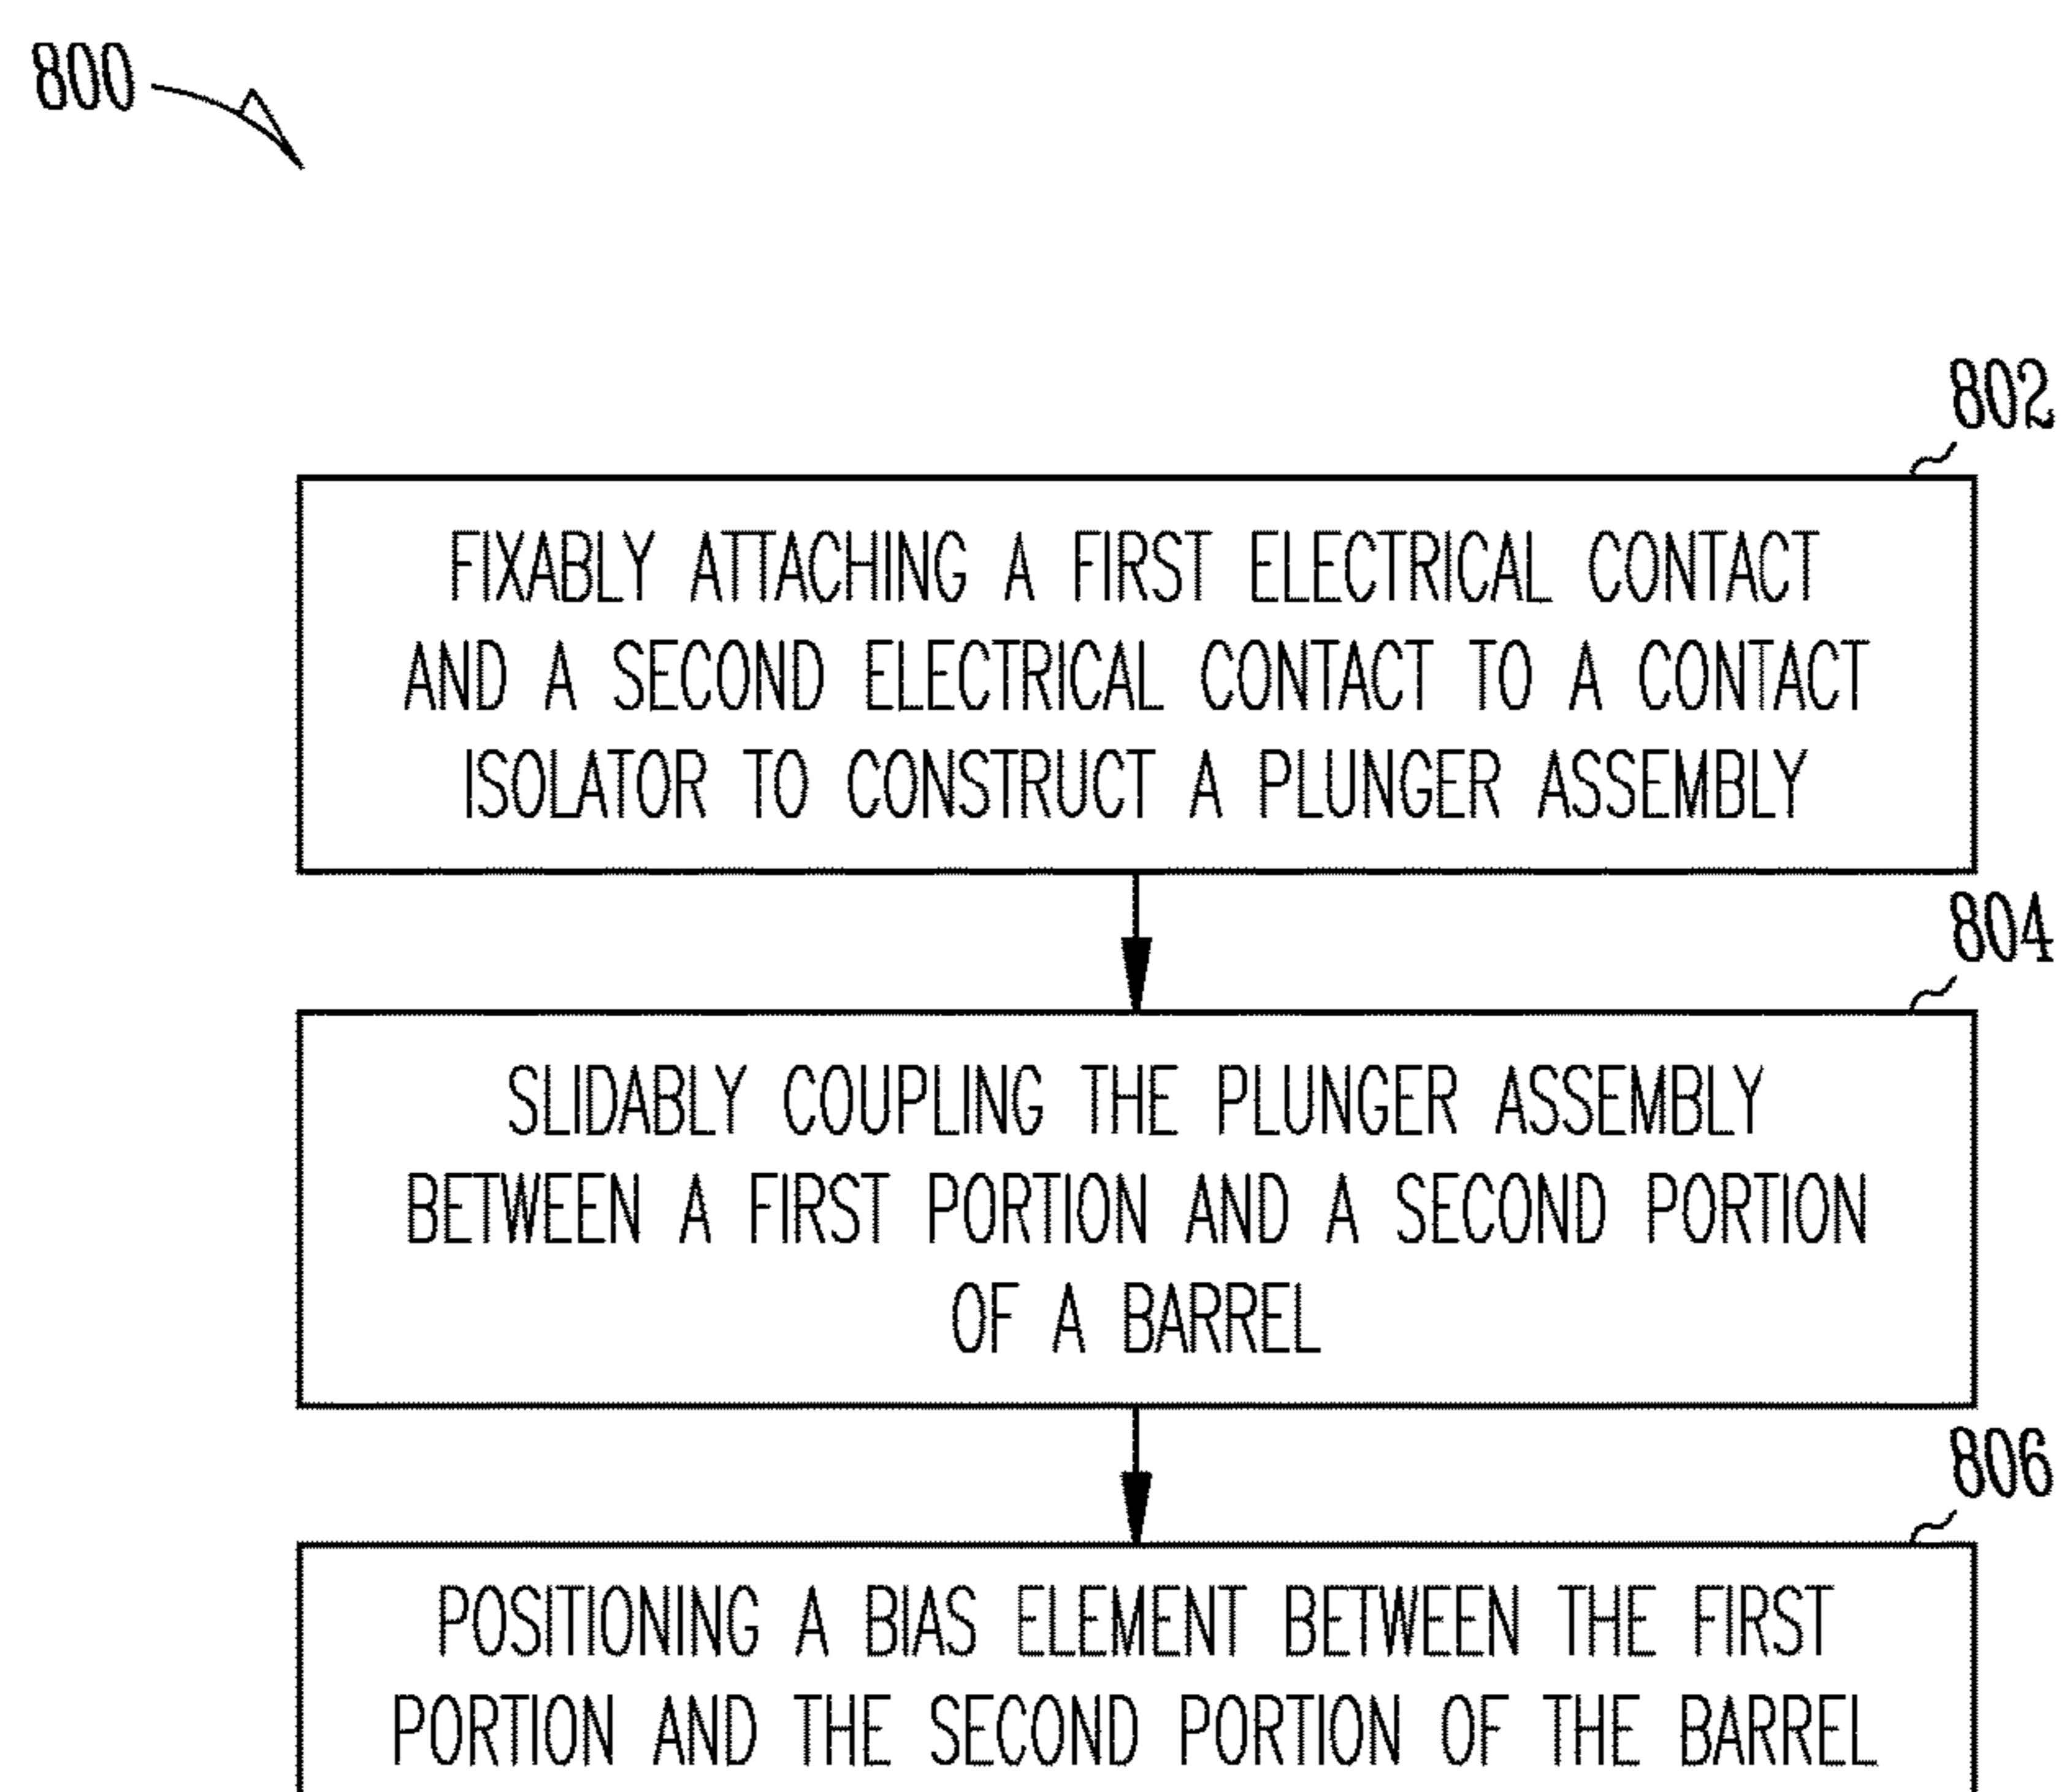 800
802
FIXABLY ATTACHING A FIRST ELECTRICAL CONTACT
AND A SECOND ELECTRICAL CONTACT TO A CONTACT
ISOLATOR TO CONSTRUCT A PLUNGER ASSEMBLY
804
SLIDABLY COUPLING THE PLUNGER ASSEMBLY
BETWEEN A FIRST PORTION AND A SECOND PORTION
OF A BARREL
806
POSITIONING A BIAS ELEMENT BETWEEN THE FIRST
PORTION AND THE SECOND PORTION OF THE BARREL